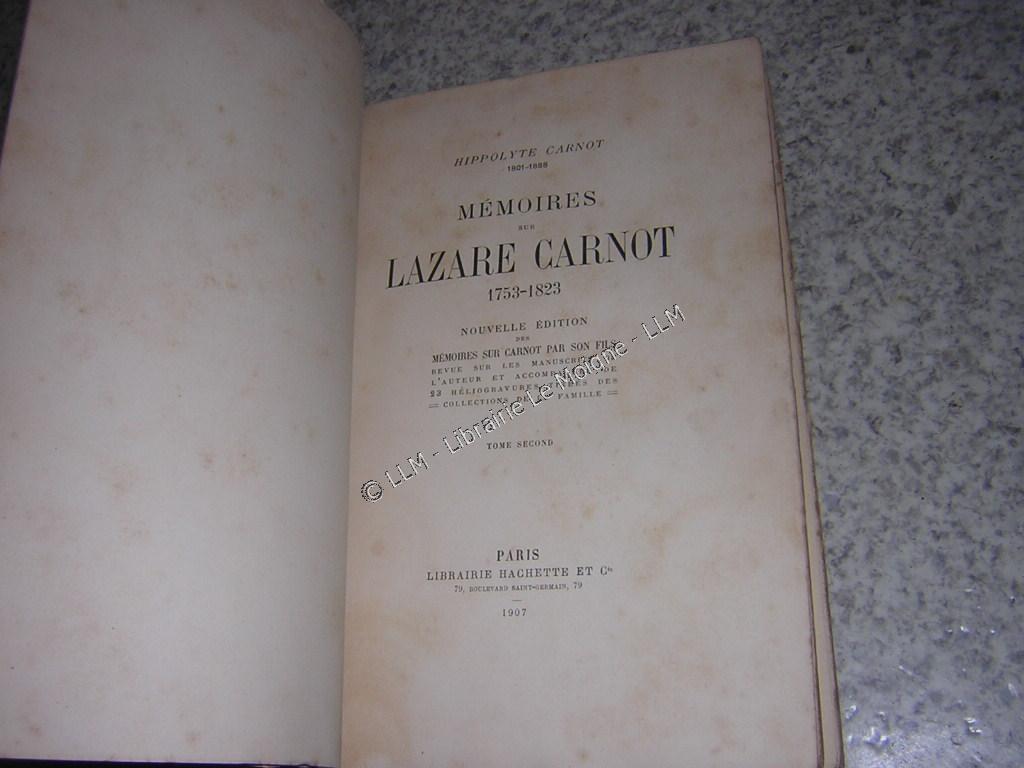 HIPPOLYTE CARNOT
1801-1888
MÉMOIRES
SUR
LAZARE CARNOT
1753-1823
NOUVELLE ÉDITION
DES
MÉMOIRES SUR CARNOT PAR SON FILS
REVUE SUR LES MANUSCRITS
L'AUTEUR ET DE
23 HÉLIOGRAVURES DES
COLLECTIONS DE FAMILLE
TOME SECOND
© LLM - Librairie Le Moigne - LLM
PARIS
LIBRAIRIE HACHETTE ET Cie
79, BOULEVARD SAINT-GERMAIN, 79
1907